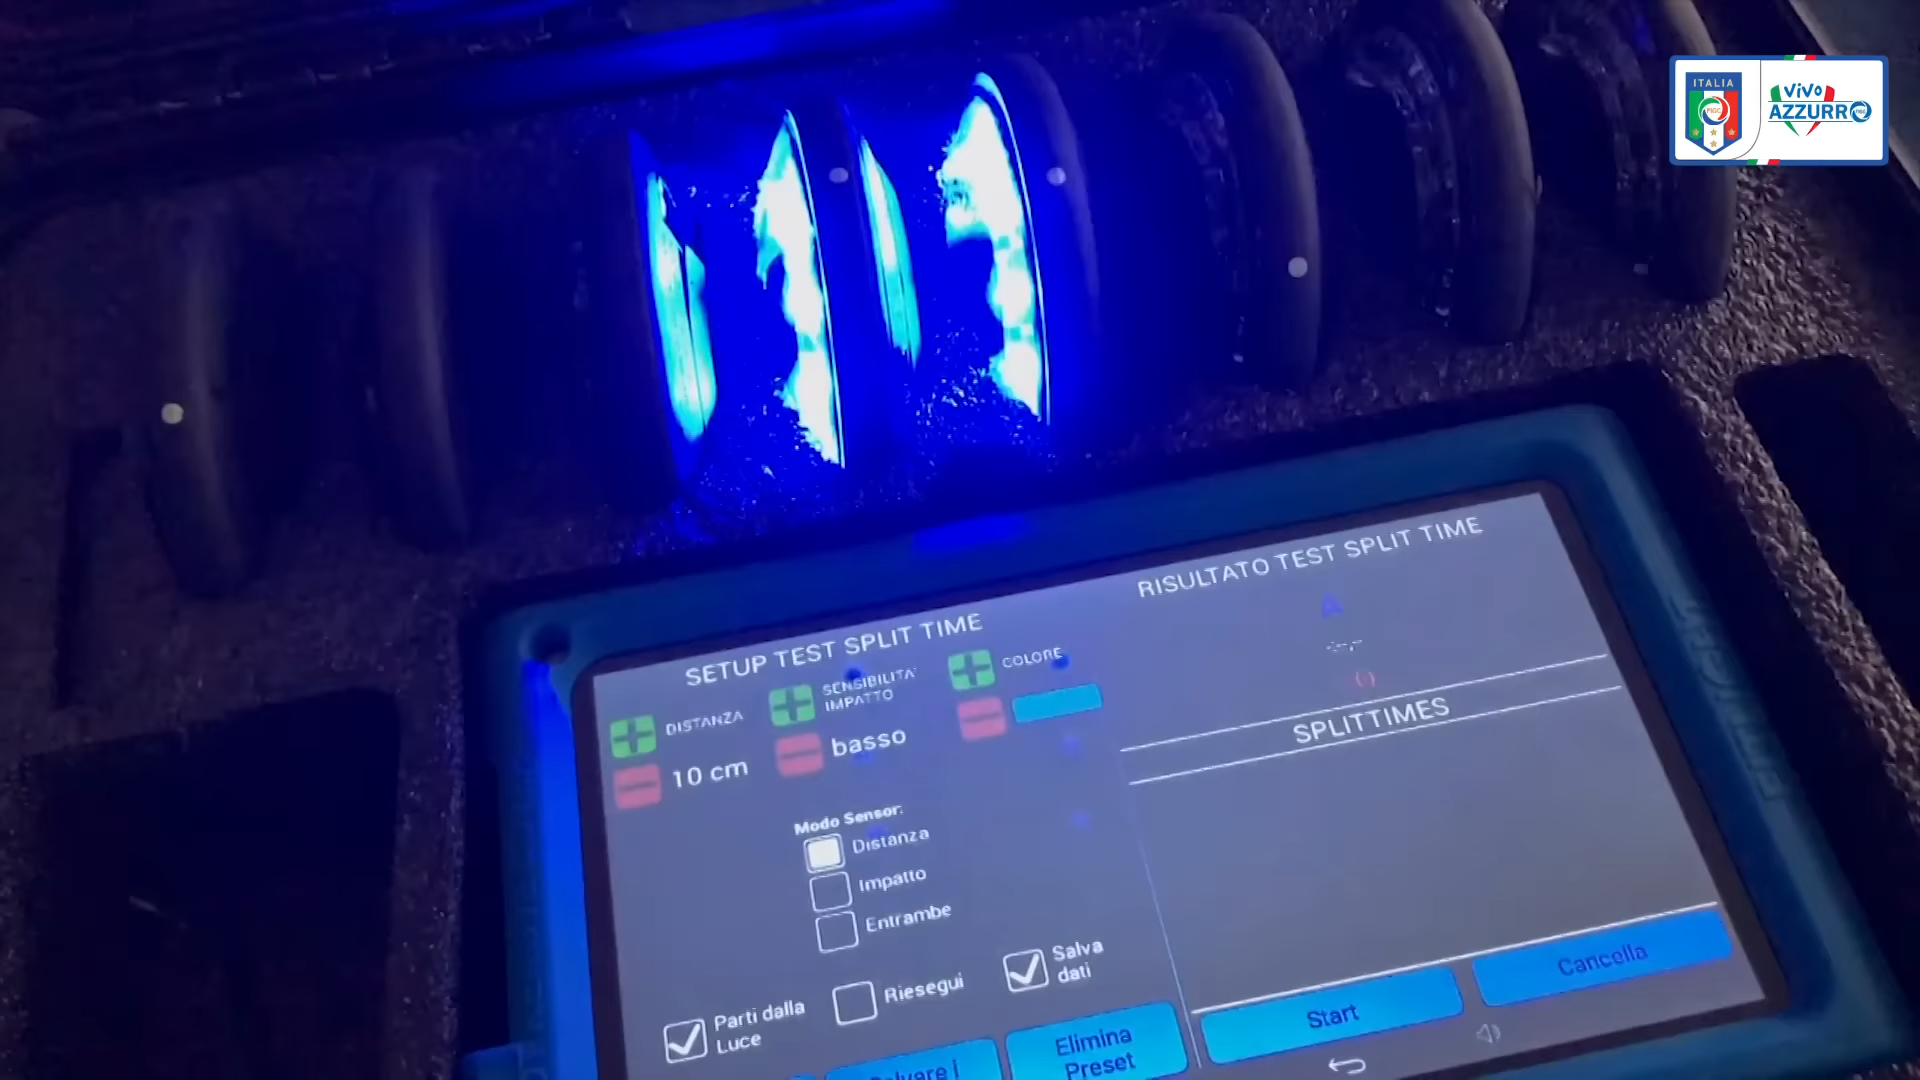 ITALIA
FIGC
VIVO
AZZURRO
SETUP TEST SPLIT TIME
DISTANZA
10 cm
SENSIBILITA'
IMPATTO
basso
COLORE
Modo Sensor:
Distanza
Impatto
Entrambe
Parti dalla
Luce
Riesegui
Salva
dati
Elimina
Preset
RISULTATO TEST SPLIT TIME
A
SPLITTIMES
Start
Cancella